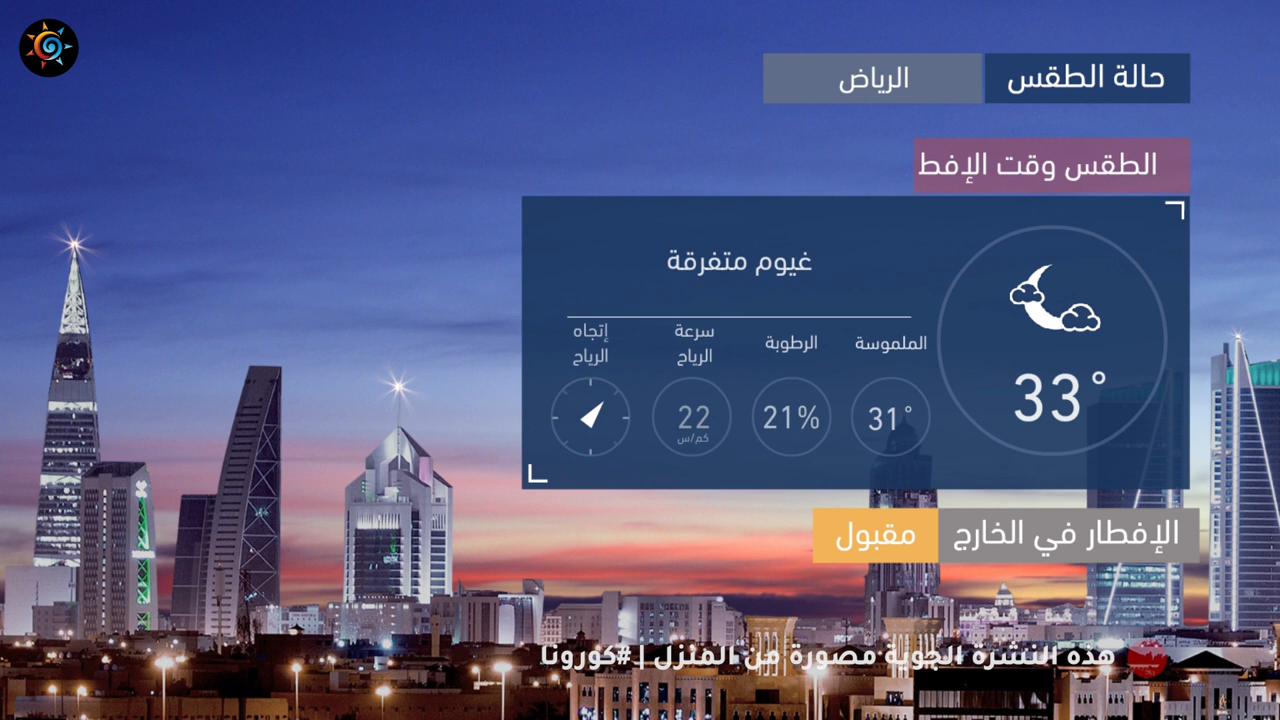 حالة الطقس
الرياض
الطقس وقت الإفط
غيوم متفرقة
33°
الملموسة
31°
الرطوبة
21%
سرعة
الرياح
22
كم/س
إتجاه
الرياح
الإفطار في الخارج
مقبول
هذه النشرة الجوية مصورة من المنزل | #كورونا